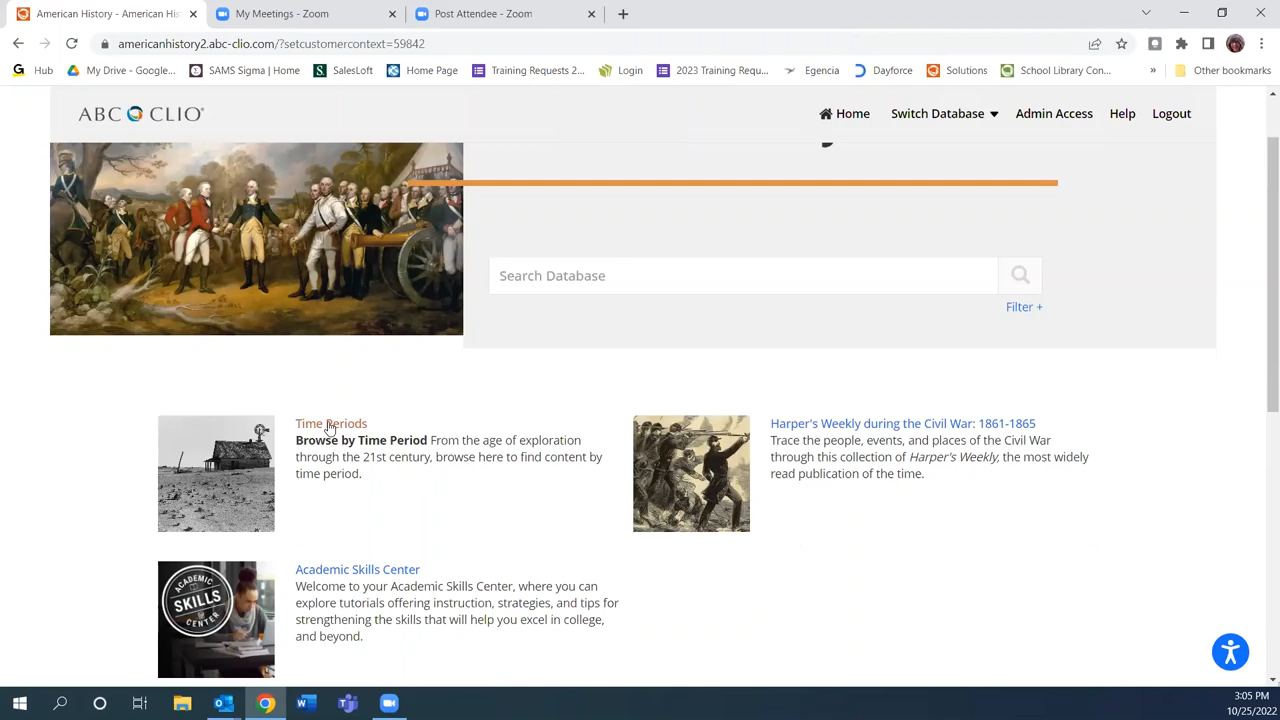 American History - American His
My Meetings - Zoom
Post Attendee - Zoom
americanhistory2.abc-clio.com/?setcustomercontext=59842
Hub
My Drive - Google...
SAMS Sigma | Home
SalesLoft
Home Page
Training Requests 2...
Login
2023 Training Requ...
Egencia
Dayforce
Solutions
School Library Con...
»
Other bookmarks
ABC CLIO®
Home
Switch Database
Admin Access
Help
Logout
Search Database
Filter +
Time Periods
Browse by Time Period From the age of exploration
through the 21st century, browse here to find content by
time period.
Harper's Weekly during the Civil War: 1861-1865
Trace the people, events, and places of the Civil War
through this collection of Harper's Weekly, the most widely
read publication of the time.
ACADEMIC
SKILLS
CENTER
Academic Skills Center
Welcome to your Academic Skills Center, where you can
explore tutorials offering instruction, strategies, and tips for
strengthening the skills that will help you excel in college,
and beyond.
3:05 PM
10/25/2022